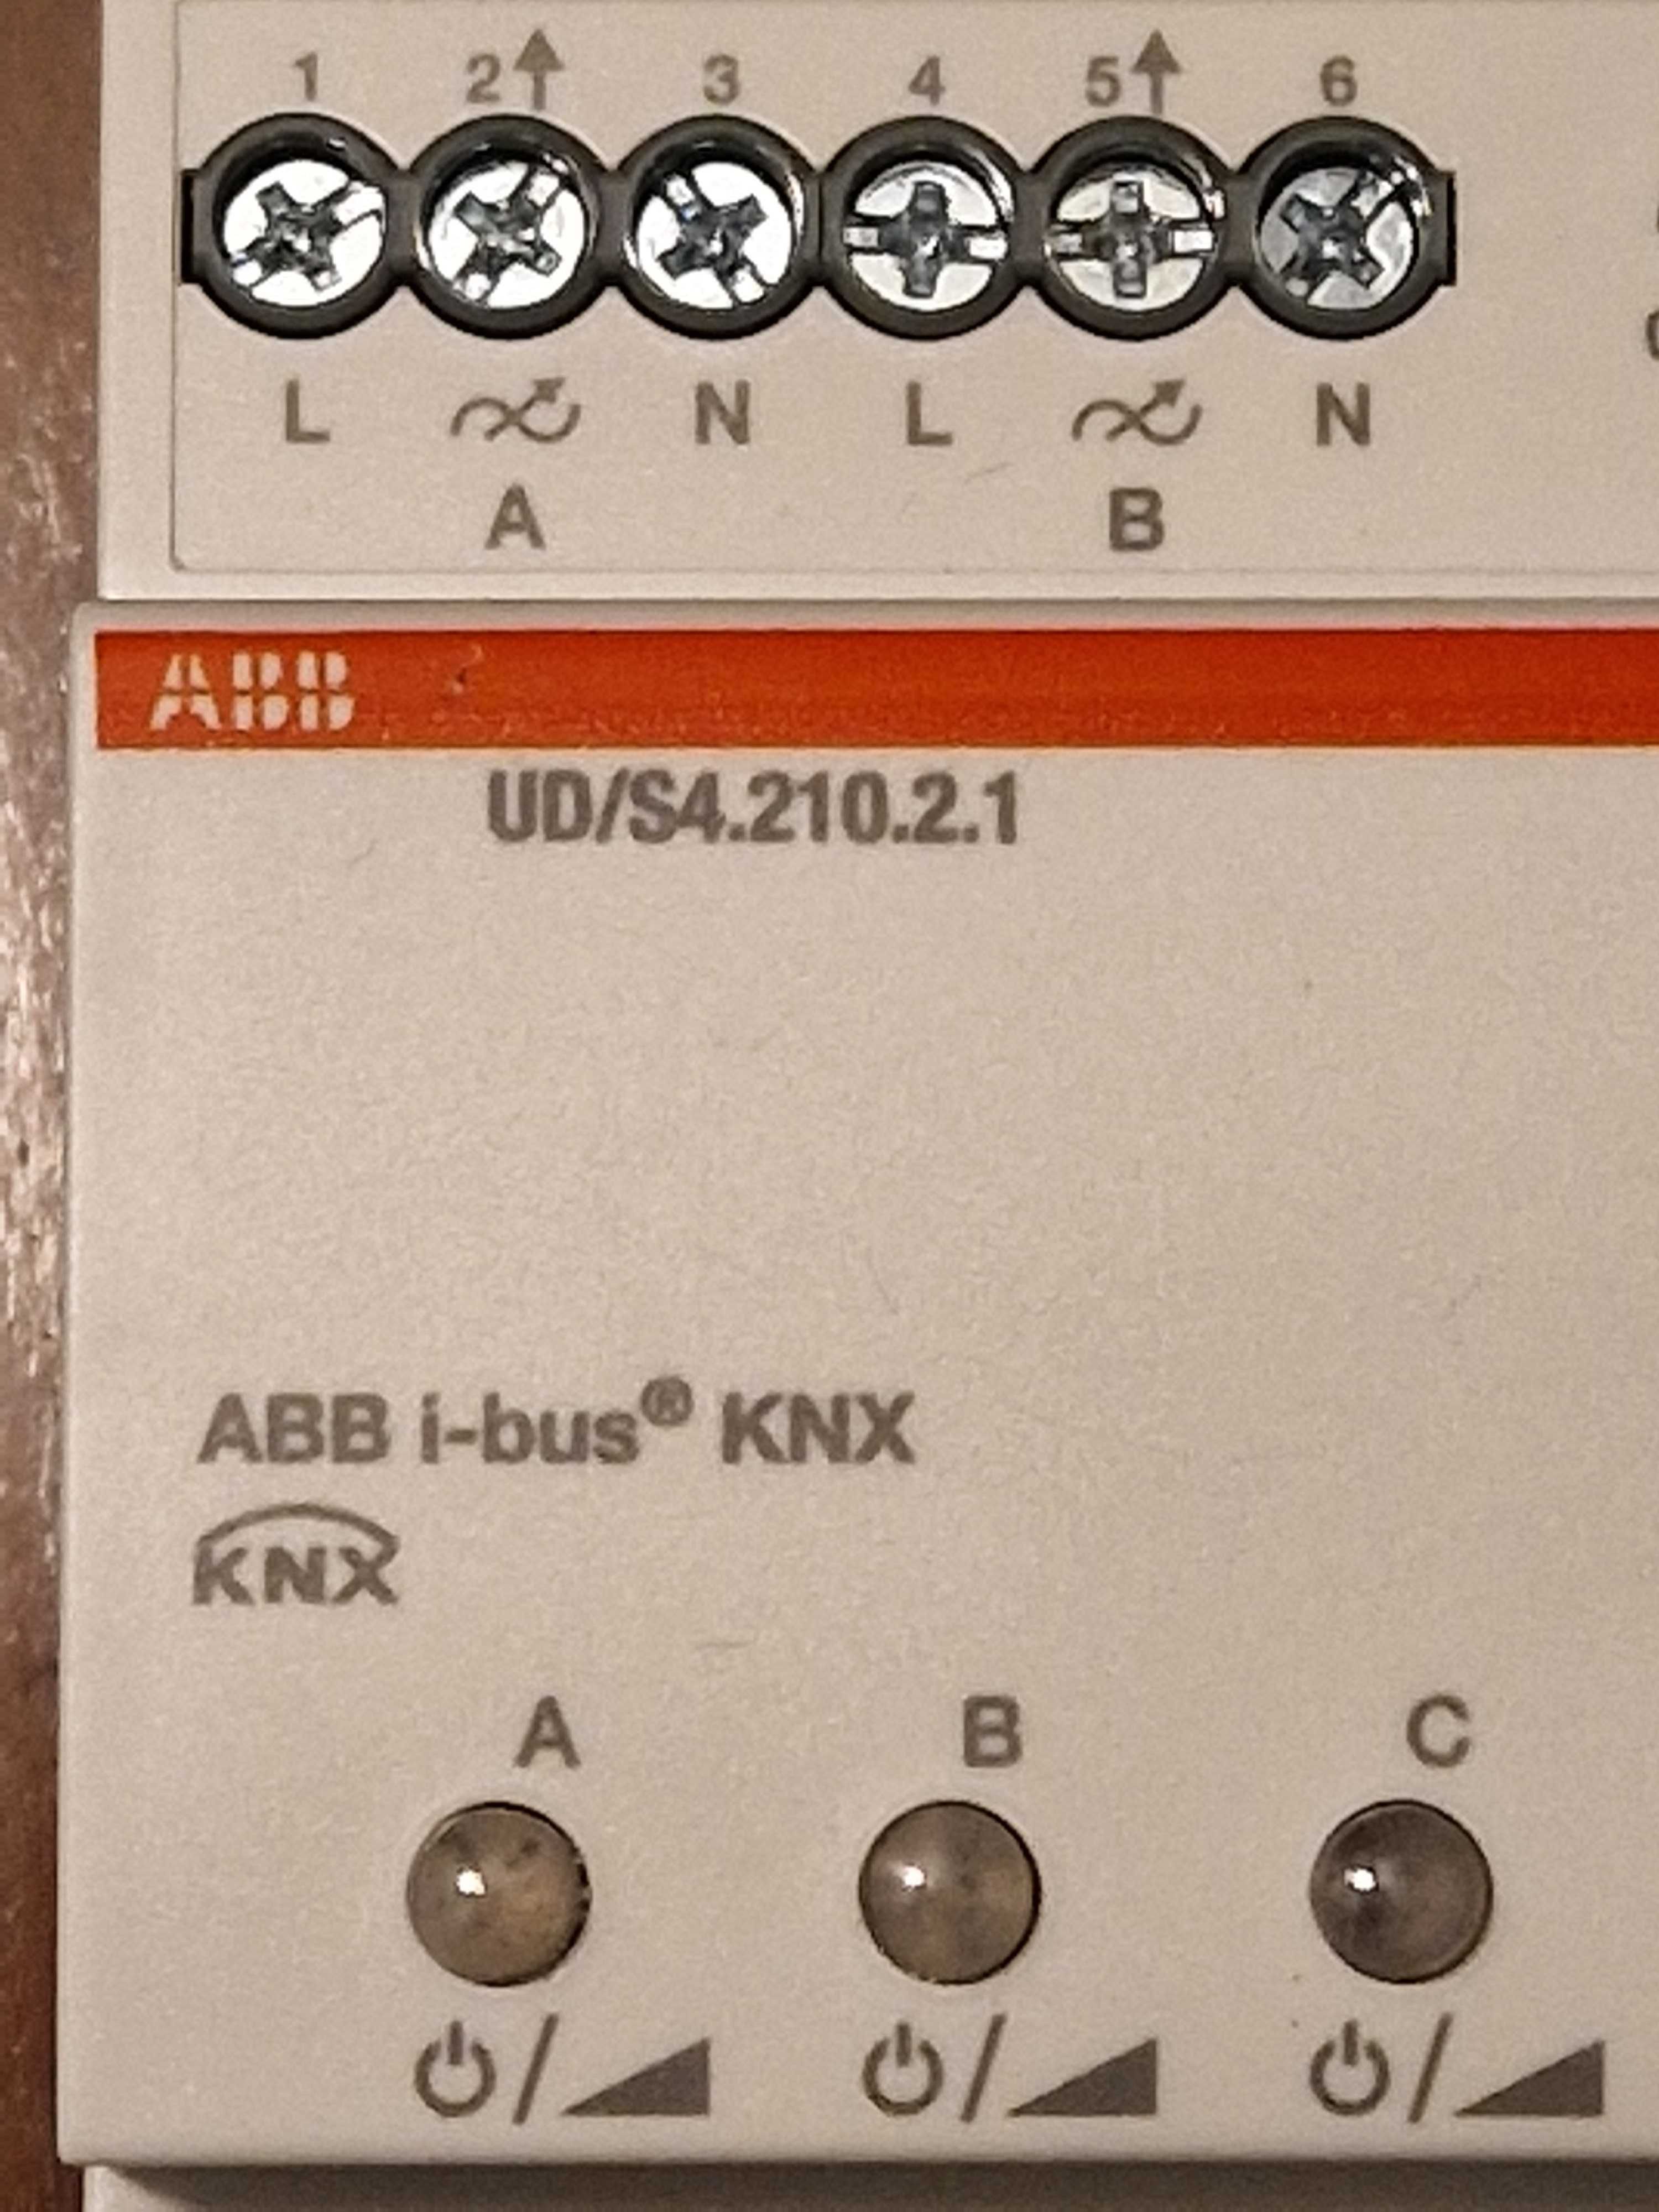 1 2 3 4 5 6
L N L N
A B
ABB
UD/S4.210.2.1
ABB i-bus® KNX
KNX
A B C